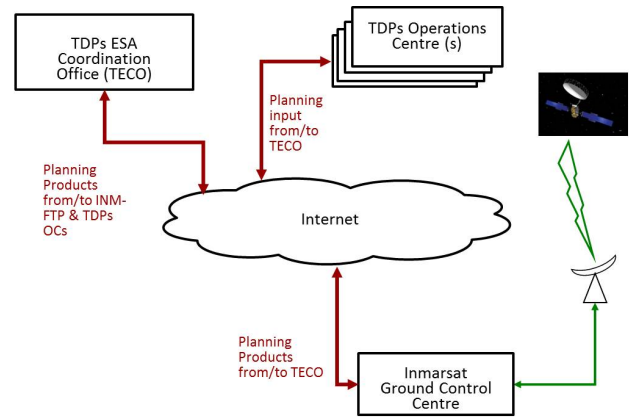 TDPs ESA
Coordination
Office (TECO)
TDPs Operations
Centre (s)
Planning
input
from/to
TECO
Planning
Products
from/to INM-
FTP & TDPs
OCs
Internet
Planning
Products
from/to TECO
Inmarsat
Ground Control
Centre